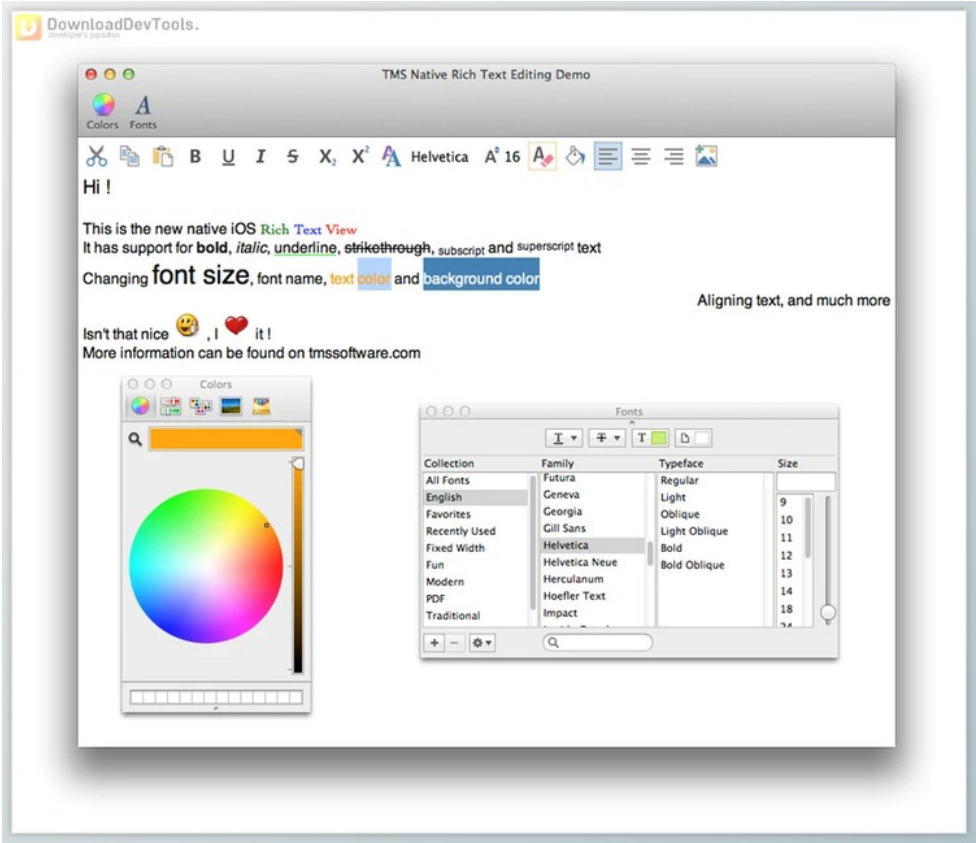 DownloadDevTools.
developer's paradise
TMS Native Rich Text Editing Demo
Colors Fonts
B U I S X2 X2 A Helvetica A 16 A
Hi !
This is the new native iOS Rich Text View
It has support for bold, italic, underline, strikethrough, subscript and superscript text
Changing font size, font name, text color and background color
Aligning text, and much more
Isn't that nice , I it !
More information can be found on tmssoftware.com
Colors
Fonts
T T T
Collection Family Typeface Size
All Fonts
English
Favorites
Recently Used
Fixed Width
Fun
Modern
PDF
Traditional
Futura
Geneva
Georgia
Gill Sans
Helvetica
Helvetica Neue
Herculanum
Hoefler Text
Impact
Regular
Light
Oblique
Light Oblique
Bold
Bold Oblique
9
10
11
12
13
14
18
24